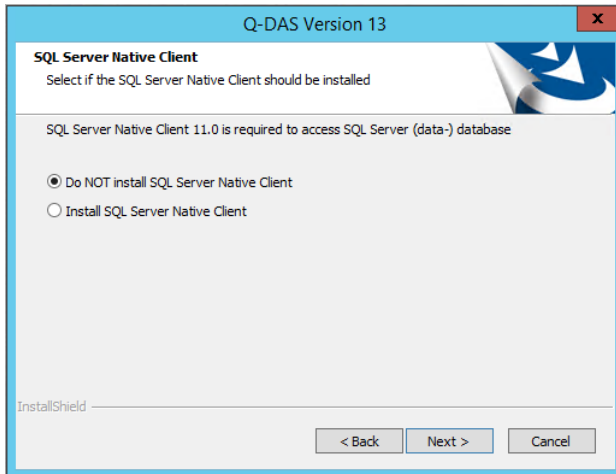 Q-DAS Version 13
x
SQL Server Native Client
Select if the SQL Server Native Client should be installed
SQL Server Native Client 11.0 is required to access SQL Server (data-) database
Do NOT install SQL Server Native Client
Install SQL Server Native Client
InstallShield
< Back Next > Cancel